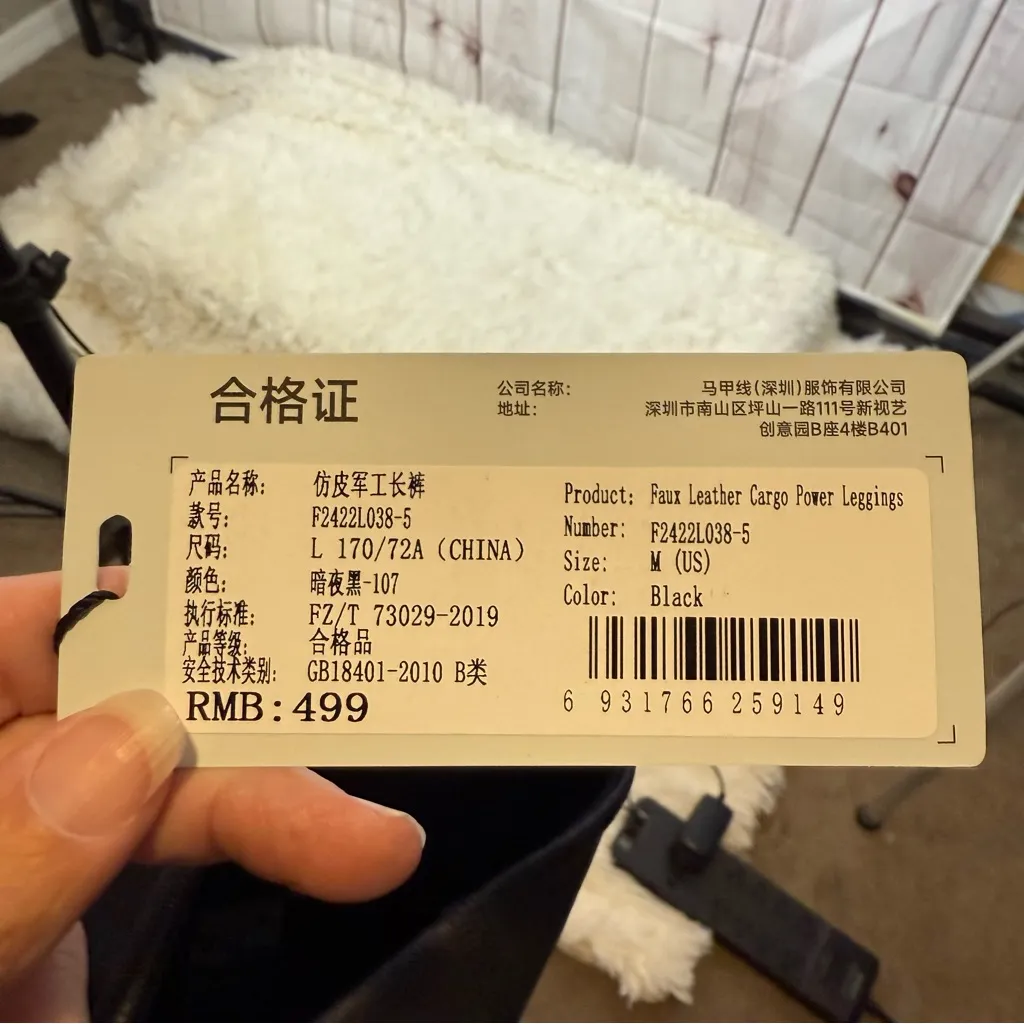 合格证
公司名称： 马甲线(深圳)服饰有限公司
地址： 深圳市南山区坪山一路111号新视艺
创意园B座4楼B401
产品名称： 仿皮军工长裤
款号： F2422L038-5
尺码： L 170/72A（CHINA）
颜色： 暗夜黑-107
执行标准： FZ/T 73029-2019
产品等级： 合格品
安全技术类别： GB18401-2010 B类
RMB:499
Product: Faux Leather Cargo Power Leggings
Number: F2422L038-5
Size: M (US)
Color: Black
6 931766 259149